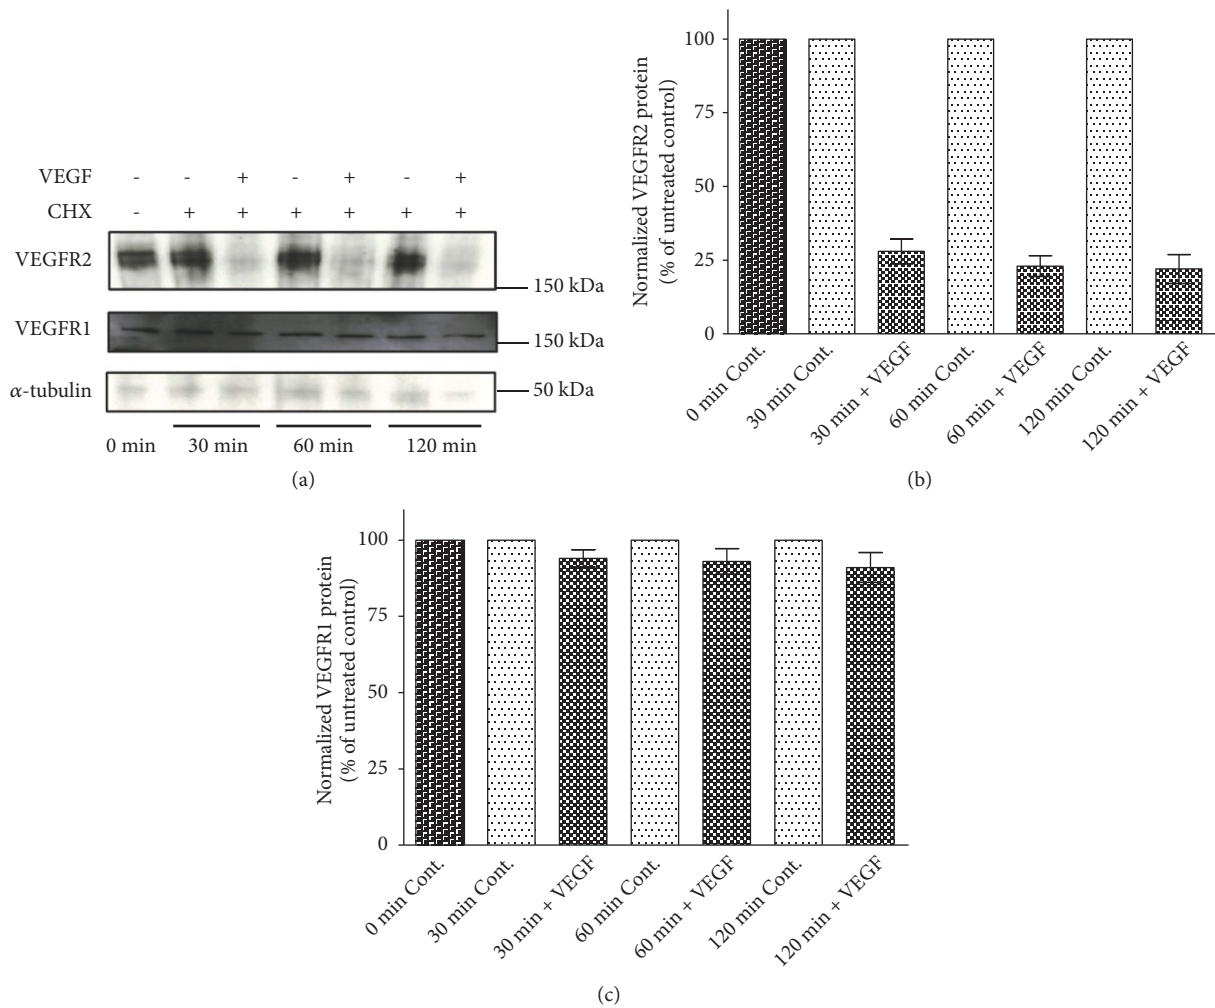 VEGF - - + - + - +
CHX - + + + + + +
VEGFR2
150 kDa
VEGFR1
150 kDa
α-tubulin
50 kDa
0 min 30 min 60 min 120 min
(a)
Normalized VEGFR2 protein
(% of untreated control)
100
75
50
25
0
0 min Cont.
30 min Cont.
30 min + VEGF
60 min Cont.
60 min + VEGF
120 min Cont.
120 min + VEGF
(b)
Normalized VEGFR1 protein
(% of untreated control)
100
75
50
25
0
0 min Cont.
30 min Cont.
30 min + VEGF
60 min Cont.
60 min + VEGF
120 min Cont.
120 min + VEGF
(c)